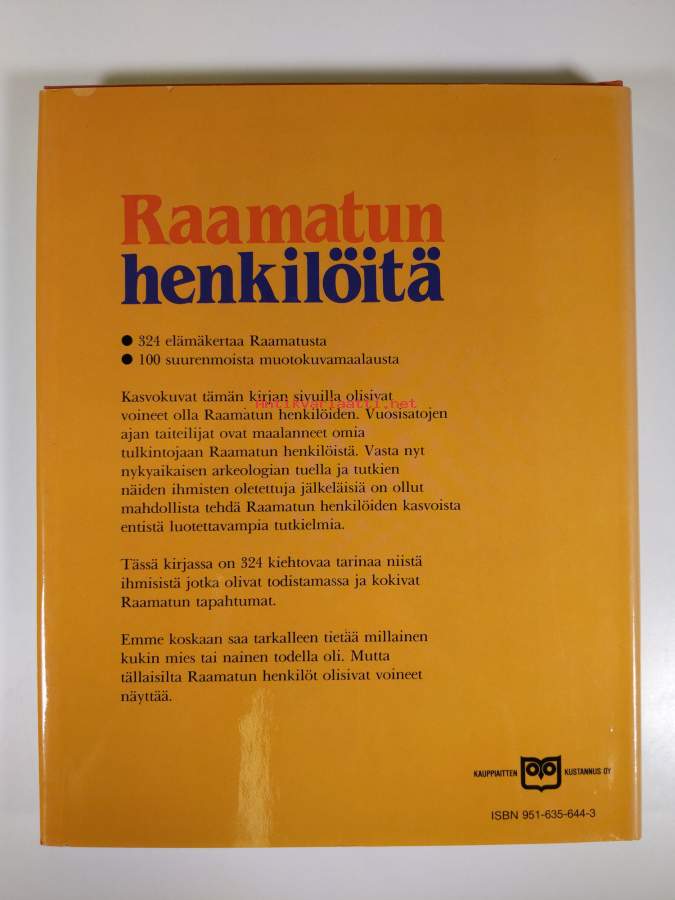 Raamatun
henkilöitä
● 324 elämäkertaa Raamatusta
● 100 suurenmoista muotokuvamaalausta
Kasvokuvat tämän kirjan sivuilla olisivat
Antikvariaatti.net
voineet olla Raamatun henkilöiden. Vuosisatojen
ajan taiteilijat ovat maalanneet omia
tulkintojaan Raamatun henkilöistä. Vasta nyt
nykyaikaisen arkeologian tuella ja tutkien
näiden ihmisten oletettuja jälkeläisiä on ollut
mahdollista tehdä Raamatun henkilöiden kasvoista
entistä luotettavampia tutkielmia.
Tässä kirjassa on 324 kiehtovaa tarinaa niistä
ihmisistä jotka olivat todistamassa ja kokivat
Raamatun tapahtumat.
Emme koskaan saa tarkalleen tietää millainen
kukin mies tai nainen todella oli. Mutta
tällaisilta Raamatun henkilöt olisivat voineet
näyttää.
KAUPPIAITTEN KUSTANNUS OY
ISBN 951-635-644-3